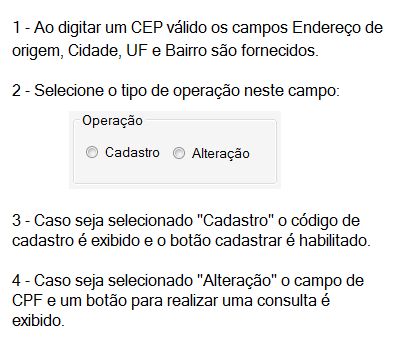 1 - Ao digitar um CEP válido os campos Endereço de
origem, Cidade, UF e Bairro são fornecidos.
2 - Selecione o tipo de operação neste campo:
Operação
Cadastro Alteração
3 - Caso seja selecionado "Cadastro" o código de
cadastro é exibido e o botão cadastrar é habilitado.
4 - Caso seja selecionado "Alteração" o campo de
CPF e um botão para realizar uma consulta é
exibido.